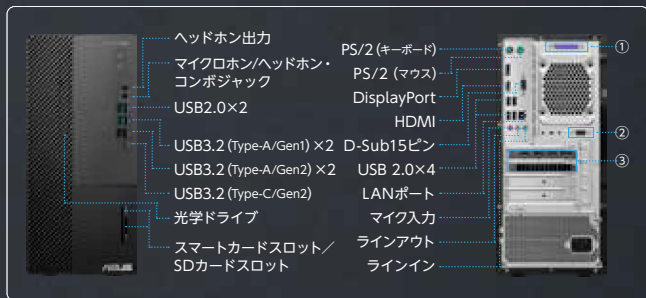 ヘッドホン出力
マイクロホン/ヘッドホン・
コンボジャック
USB2.0×2
USB3.2 (Type-A/Gen1) ×2
USB3.2 (Type-A/Gen2) ×2
USB3.2 (Type-C/Gen2)
光学ドライブ
スマートカードスロット／
SDカードスロット
ASUS
PS/2 (キーボード)
PS/2 (マウス)
DisplayPort
HDMI
D-Sub15ピン
USB 2.0×4
LANポート
マイク入力
ラインアウト
ラインイン
①
②
③